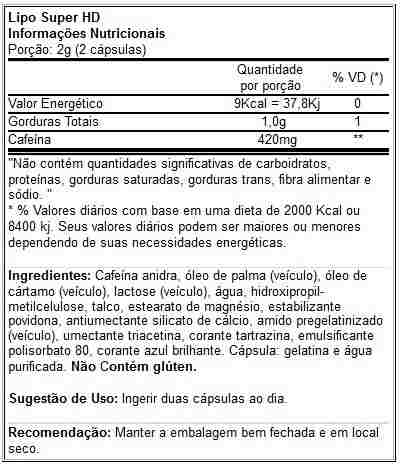 Lipo Super HD
Informações Nutricionais
Porção: 2g (2 cápsulas)
Quantidade por porção % VD (*)
Valor Energético 9Kcal = 37,8Kj 0
Gorduras Totais 1,0g 1
Cafeína 420mg **
"Não contém quantidades significativas de carboidratos,
proteínas, gorduras saturadas, gorduras trans, fibra alimentar e
sódio. "
* % Valores diários com base em uma dieta de 2000 Kcal ou
8400 kj. Seus valores diários podem ser maiores ou menores
dependendo de suas necessidades energéticas.
Ingredientes: Cafeína anidra, óleo de palma (veículo), óleo de
cártamo (veículo), lactose (veículo), água, hidroxipropil-
metilcelulose, talco, estearato de magnésio, estabilizante
povidona, antiumectante silicato de cálcio, amido pregelatinizado
(veículo), umectante triacetina, corante tartrazina, emulsificante
polisorbato 80, corante azul brilhante. Cápsula: gelatina e água
purificada. Não Contém glúten.
Sugestão de Uso: Ingerir duas cápsulas ao dia.
Recomendação: Manter a embalagem bem fechada e em local
seco.